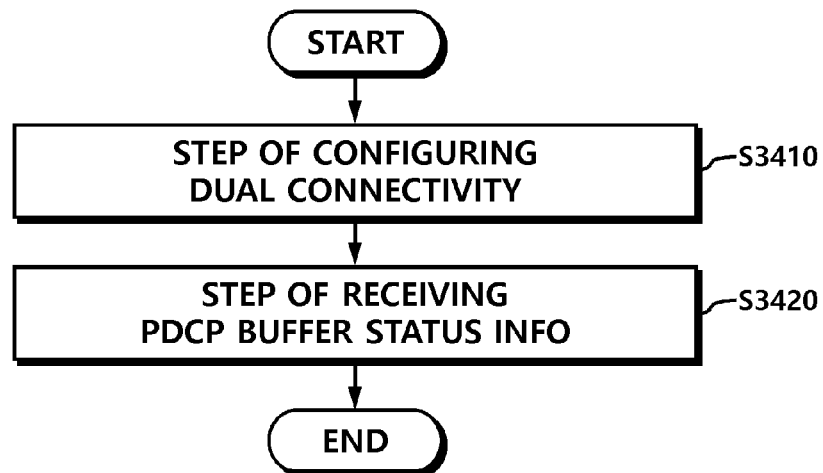 START
STEP OF CONFIGURING
DUAL CONNECTIVITY
S3410
STEP OF RECEIVING
PDCP BUFFER STATUS INFO
S3420
END